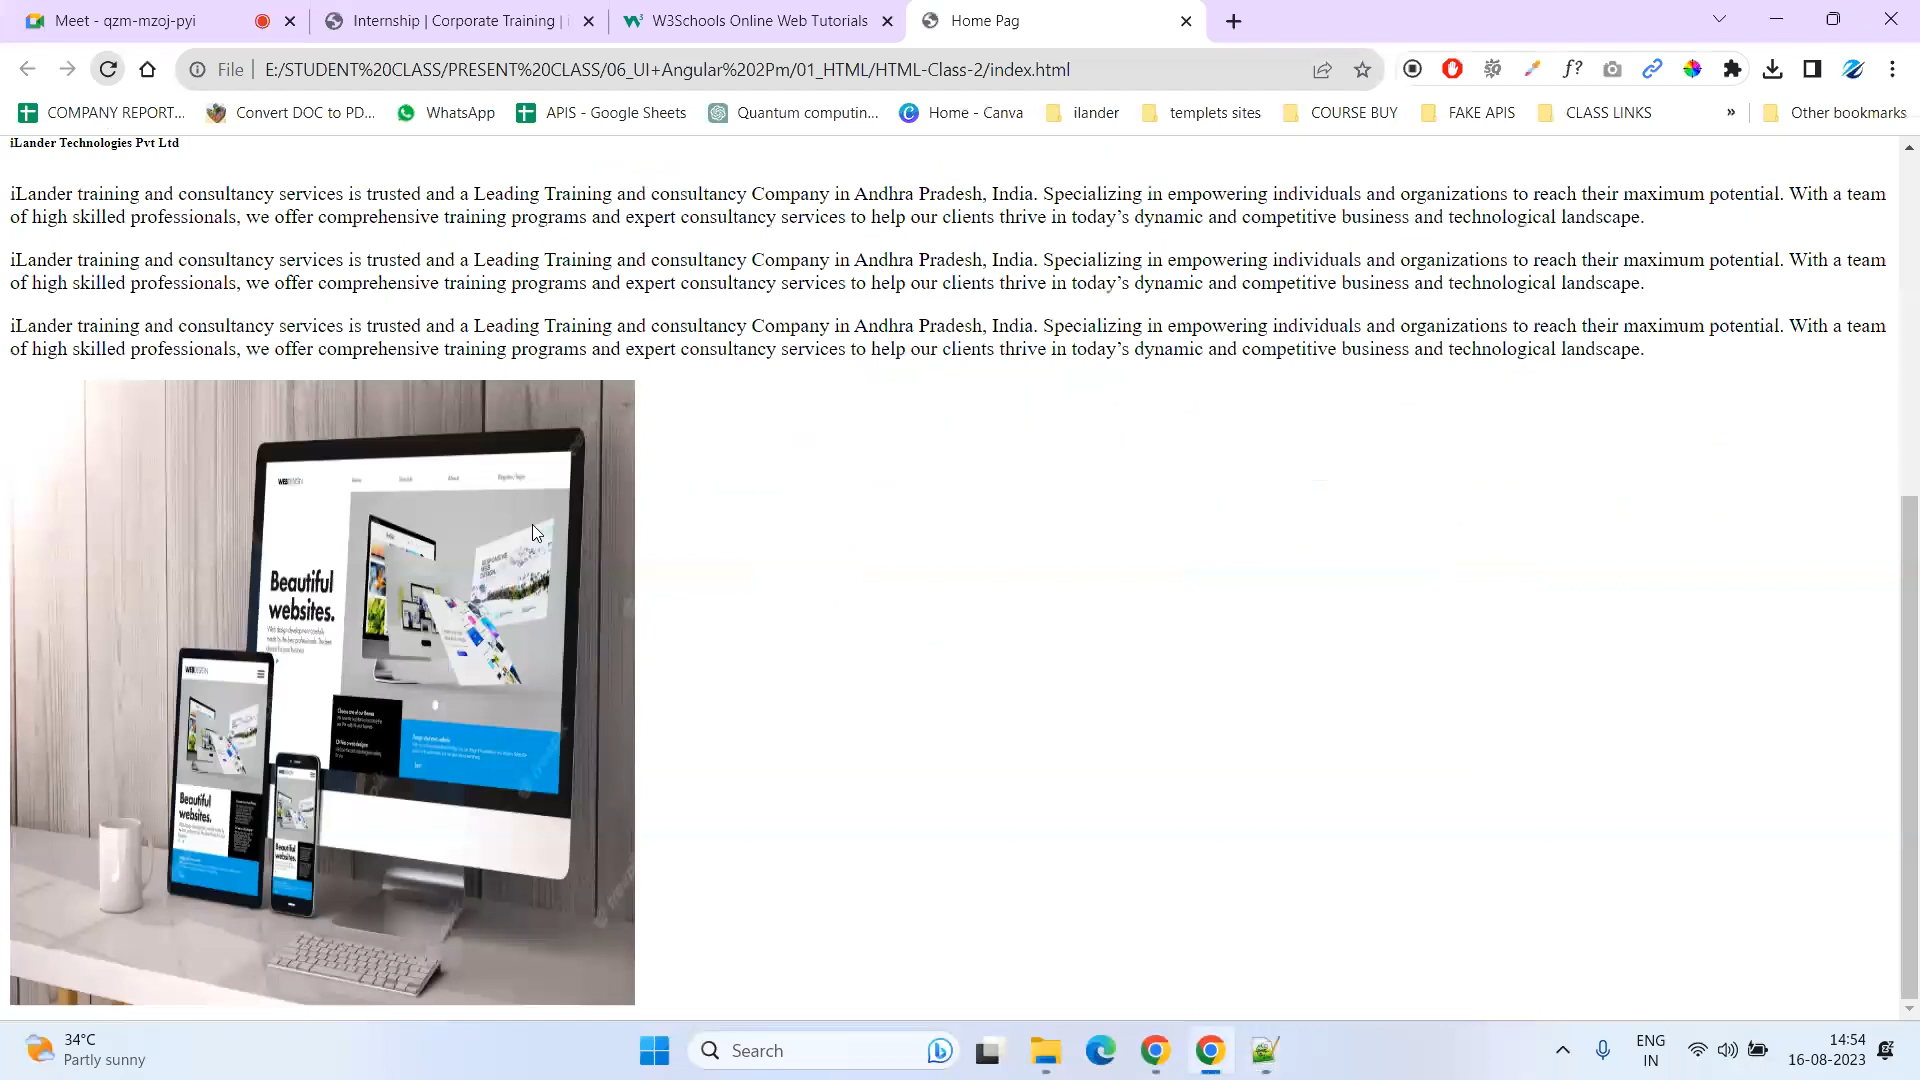 Meet - qzm-mzoj-pyi
Internship | Corporate Training | i
W3Schools Online Web Tutorials
Home Pag
File | E:/STUDENT%20CLASS/PRESENT%20CLASS/06_UI+Angular%202Pm/01_HTML/HTML-Class-2/index.html
f?
COMPANY REPORT...
Convert DOC to PD...
WhatsApp
APIS - Google Sheets
Quantum computin...
Home - Canva
ilander
templets sites
COURSE BUY
FAKE APIS
CLASS LINKS
»
Other bookmarks
iLander Technologies Pvt Ltd
iLander training and consultancy services is trusted and a Leading Training and consultancy Company in Andhra Pradesh, India. Specializing in empowering individuals and organizations to reach their maximum potential. With a team
of high skilled professionals, we offer comprehensive training programs and expert consultancy services to help our clients thrive in today’s dynamic and competitive business and technological landscape.
iLander training and consultancy services is trusted and a Leading Training and consultancy Company in Andhra Pradesh, India. Specializing in empowering individuals and organizations to reach their maximum potential. With a team
of high skilled professionals, we offer comprehensive training programs and expert consultancy services to help our clients thrive in today’s dynamic and competitive business and technological landscape.
iLander training and consultancy services is trusted and a Leading Training and consultancy Company in Andhra Pradesh, India. Specializing in empowering individuals and organizations to reach their maximum potential. With a team
of high skilled professionals, we offer comprehensive training programs and expert consultancy services to help our clients thrive in today’s dynamic and competitive business and technological landscape.
WEBDESIGN
Home
About
Beautiful
websites.
WEBDESIGN
Beautiful
websites.
Beautiful
websites.
34°C
Partly sunny
Search
ENG
IN
14:54
16-08-2023